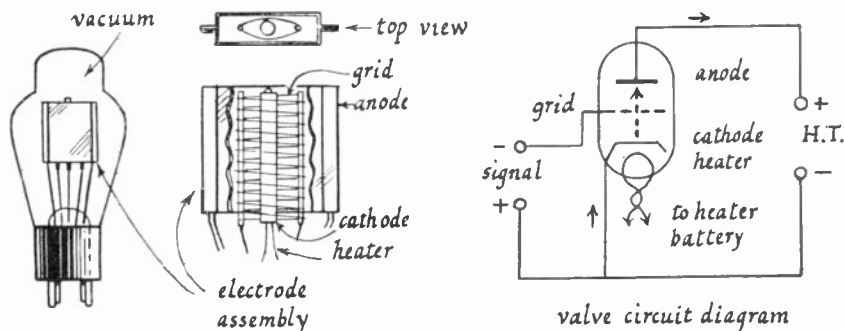 vacuum
top view
grid
anode
cathode
heater
electrode
assembly
anode
grid
cathode
heater
+
H.T.
-
-
signal
+
to heater
battery
valve circuit diagram